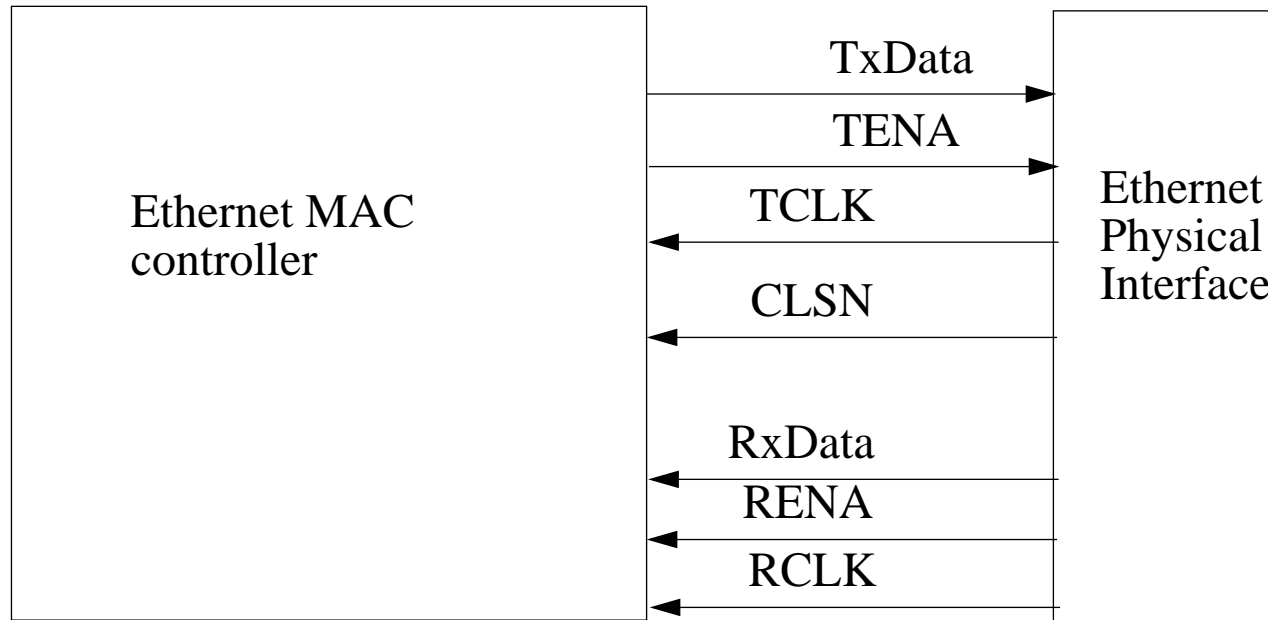 TxData
TENA
TCLK
CLSN
RxData
RENA
RCLK
Ethernet MAC
controller
Ethernet
Physical
Interface